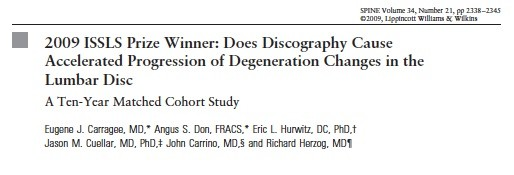 SPINE Volume 34, Number 21, pp 2338–2345
©2009, Lippincott Williams & Wilkins
2009 ISSLS Prize Winner: Does Discography Cause
Accelerated Progression of Degeneration Changes in the
Lumbar Disc
A Ten-Year Matched Cohort Study
Eugene J. Carragee, MD,* Angus S. Don, FRACS,* Eric L. Hurwitz, DC, PhD,†
Jason M. Cuellar, MD, PhD,‡ John Carrino, MD,§ and Richard Herzog, MD¶